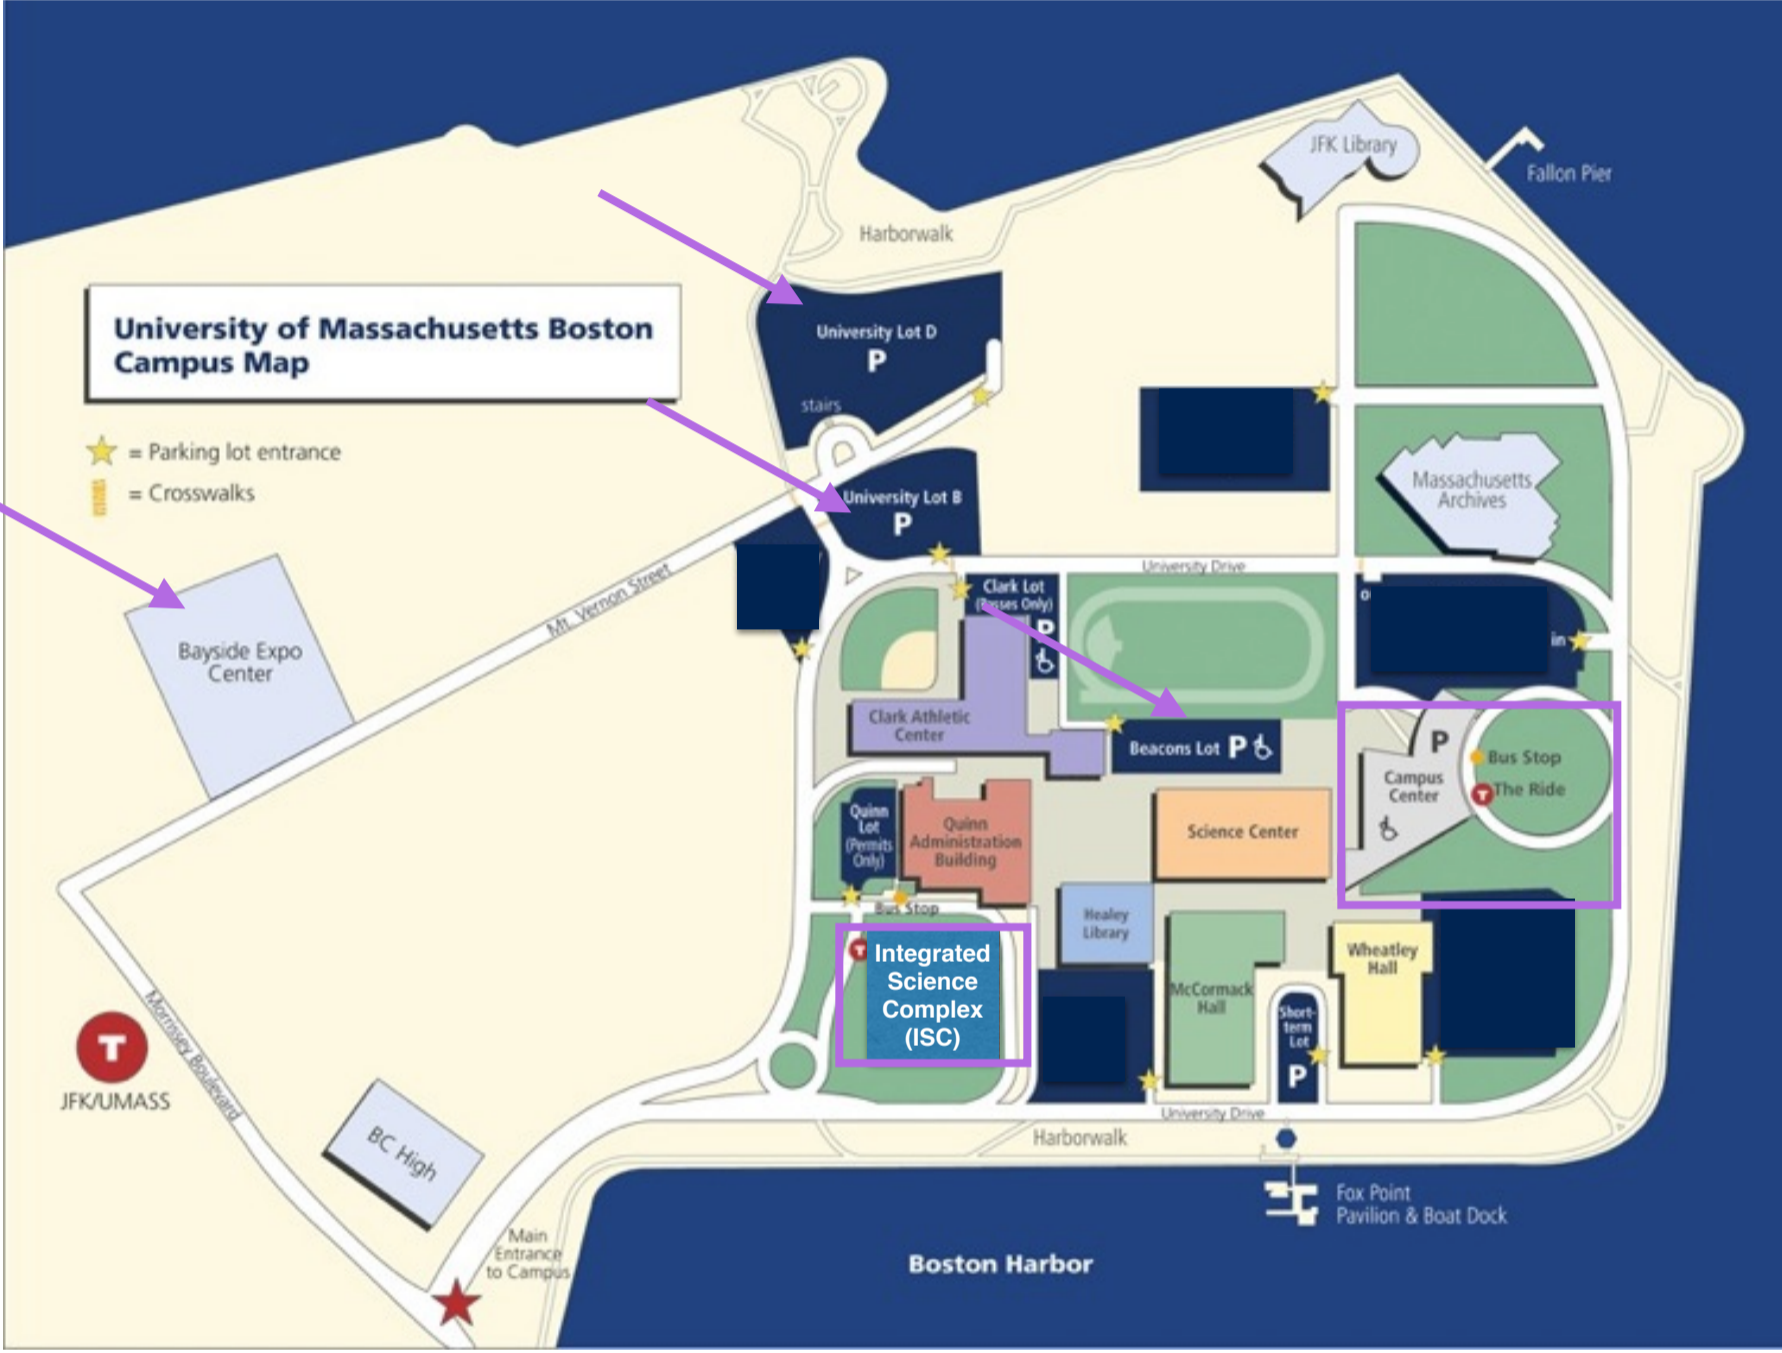 JFK Library
Fallon Pier
Harborwalk
University of Massachusetts Boston
Campus Map
University Lot D
P
stairs
= Parking lot entrance
= Crosswalks
University Lot B
P
Massachusetts
Archives
Mt. Vernon Street
University Drive
Clark Lot
(Passes Only)
P
in
Bayside Expo
Center
Clark Athletic
Center
Beacons Lot P
P
Bus Stop
The Ride
T
Campus
Center
Quinn
Lot
(Permits
Only)
Quinn
Administration
Building
Science Center
Bus Stop
Healey
Library
T
Integrated
Science
Complex
(ISC)
Wheatley
Hall
McCormack
Hall
Short-
term
Lot
P
Morrissey Boulevard
T
JFK/UMASS
BC High
University Drive
Harborwalk
Fox Point
Pavilion & Boat Dock
Main
Entrance
to Campus
Boston Harbor